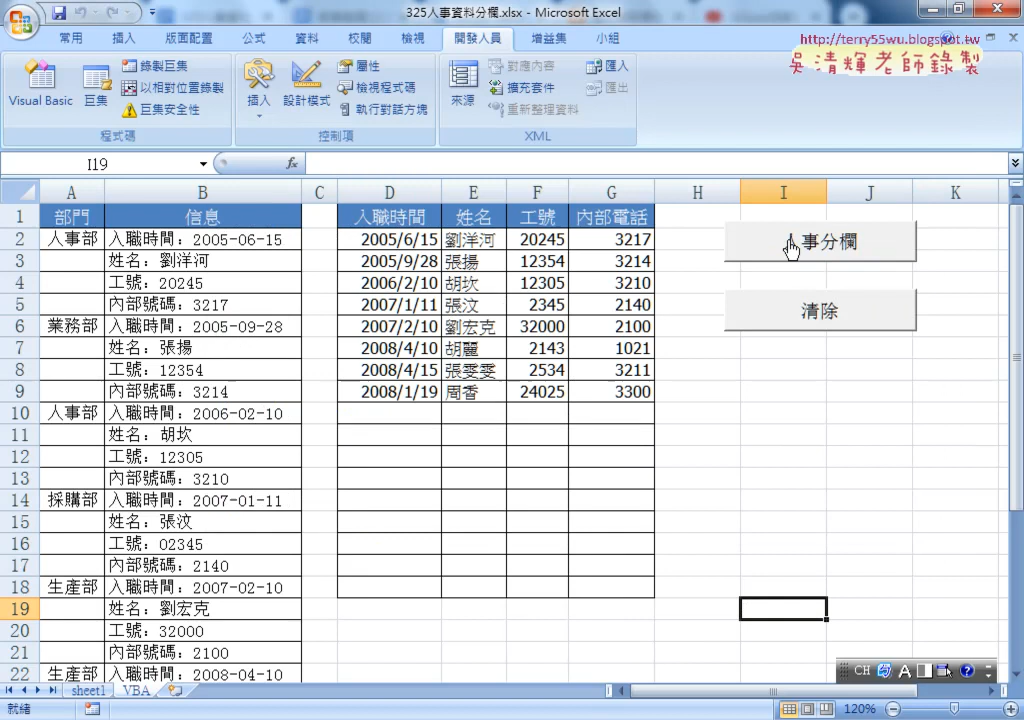 325人事資料分欄.xlsx - Microsoft Excel
常用 插入 版面配置 公式 資料 校閱 檢視 開發人員 增益集 小組
http://terry55wu.blogspot.tw
吳清輝老師錄製
Visual Basic 巨集 錄製巨集 以相對位置錄製 巨集安全性
程式碼
插入 設計模式 屬性 檢視程式碼 執行對話方塊
控制項
來源 對應內容 擴充套件 重新整理資料 匯入 匯出
XML
I19 fx
A B C D E F G H I J K
1 部門 信息 入職時間 姓名 工號 內部電話
2 人事部 入職時間：2005-06-15 2005/6/15 劉洋河 20245 3217 人事分欄
3 姓名：劉洋河 2005/9/28 張揚 12354 3214
4 工號：20245 2006/2/10 胡坎 12305 3210
5 內部號碼：3217 2007/1/11 張汶 2345 2140 清除
6 業務部 入職時間：2005-09-28 2007/2/10 劉宏克 32000 2100
7 姓名：張揚 2008/4/10 胡麗 2143 1021
8 工號：12354 2008/4/15 張雯雯 2534 3211
9 內部號碼：3214 2008/1/19 周香 24025 3300
10 人事部 入職時間：2006-02-10
11 姓名：胡坎
12 工號：12305
13 內部號碼：3210
14 採購部 入職時間：2007-01-11
15 姓名：張汶
16 工號：02345
17 內部號碼：2140
18 生產部 入職時間：2007-02-10
19 姓名：劉宏克
20 工號：32000
21 內部號碼：2100
22 生產部 入職時間：2008-04-10
CH A
sheet1 VBA
就緒 120%